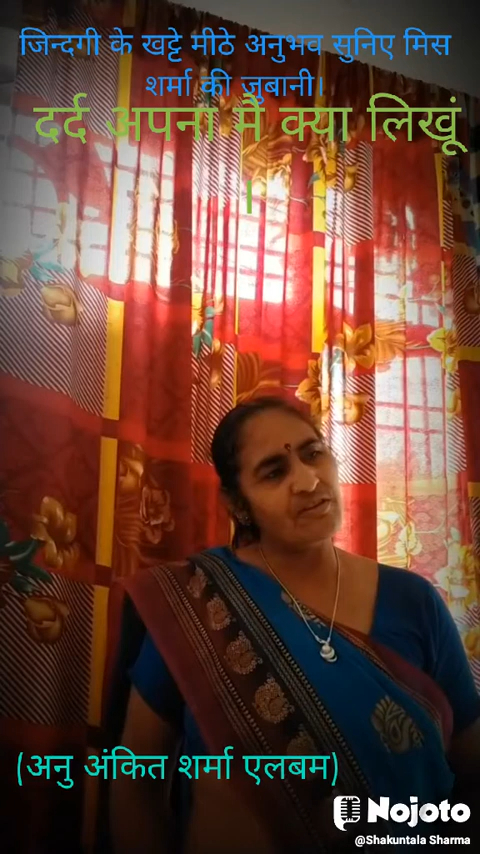 जिन्दगी के खट्टे मीठे अनुभव सुनिए मिस
शर्मा की जुबानी।
दर्द अपना मै क्या लिखूं
।
(अनु अंकित शर्मा एलबम)
Nojoto
@Shakuntala Sharma